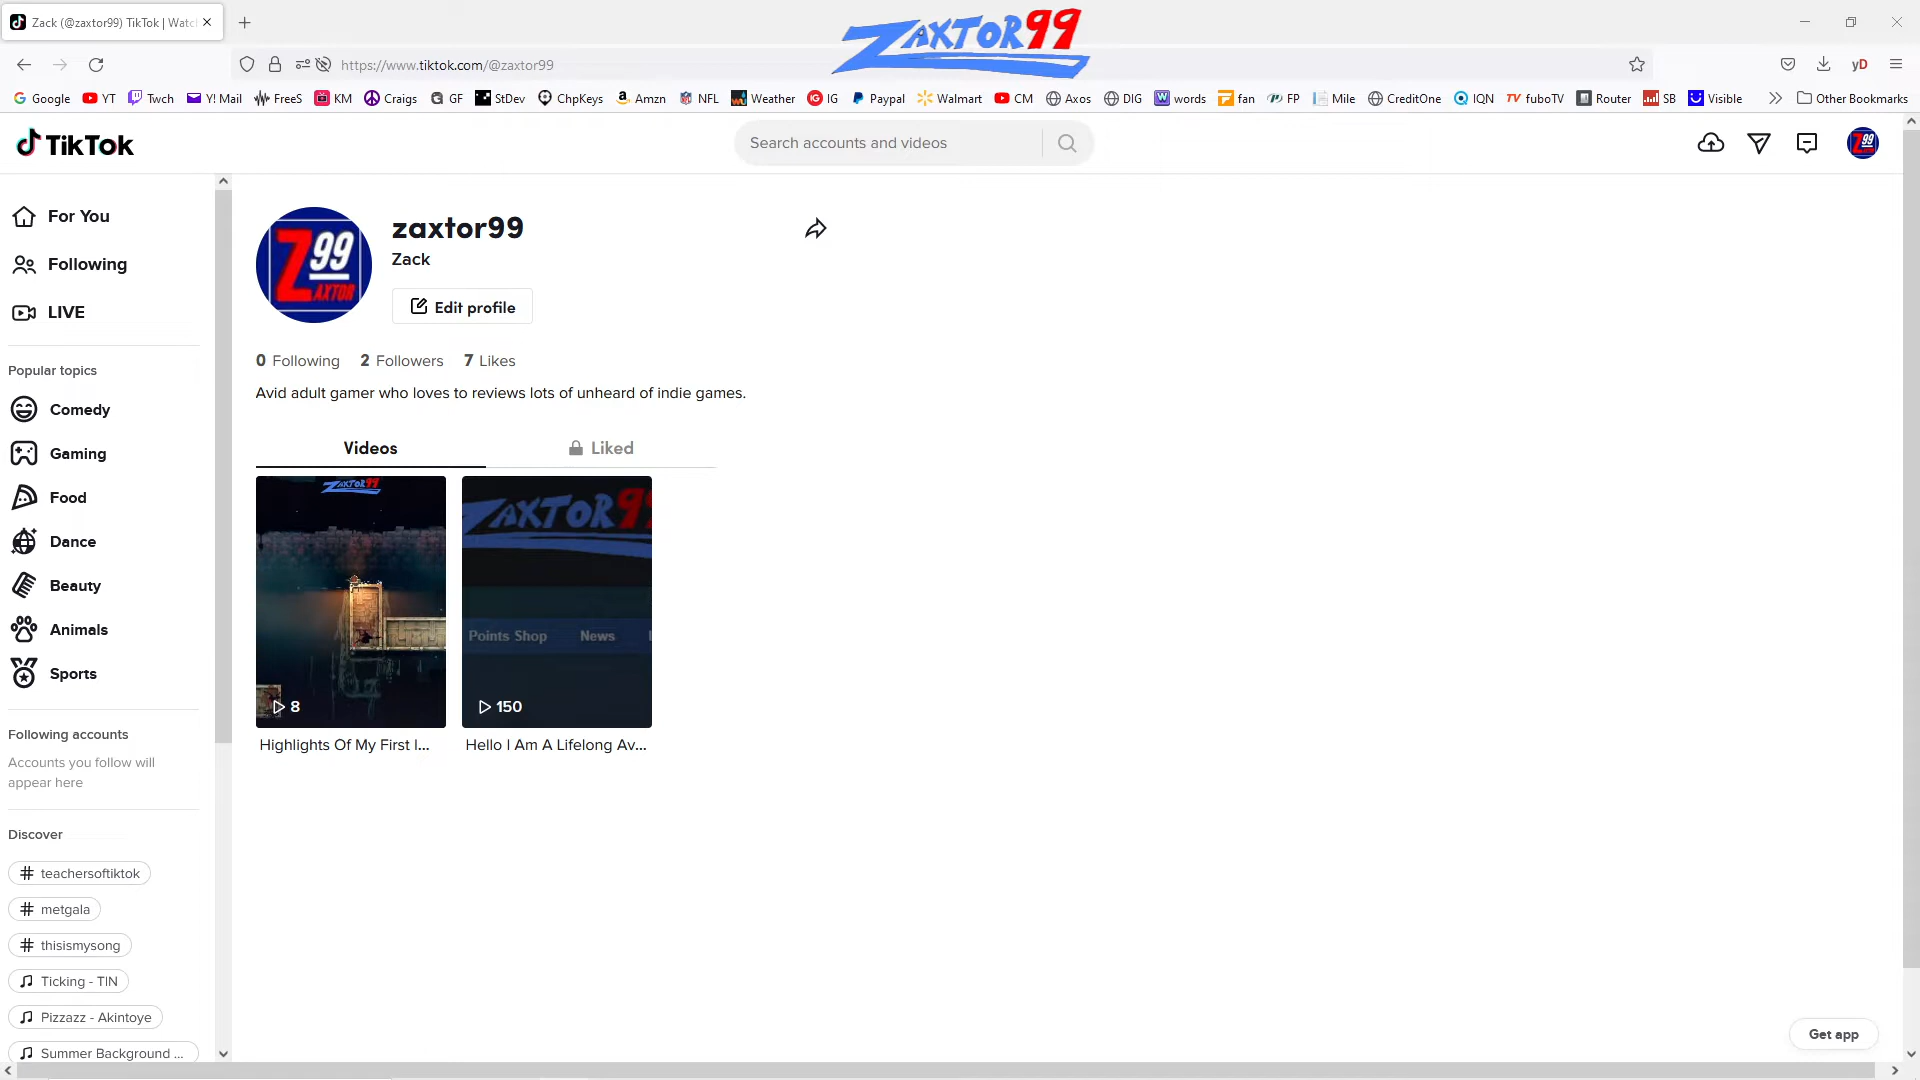 Zack (@zaxtor99) TikTok | Watc
ZAXTOR99
https://www.tiktok.com/@zaxtor99
yD
Google YT Twch Y! Mail FreeS KM Craigs GF StDev ChpKeys Amzn NFL Weather IG Paypal Walmart CM Axos DIG words fan FP Mile CreditOne IQN fuboTV Router SB Visible Other Bookmarks
TikTok
Search accounts and videos
Z99
For You
Following
LIVE
Popular topics
Comedy
Gaming
Food
Dance
Beauty
Animals
Sports
Following accounts
Accounts you follow will
appear here
Discover
# teachersoftiktok
# metgala
# thisismysong
Ticking - TIN
Pizzazz - Akintoye
Summer Background ...
Z99
AXTOR
zaxtor99
Zack
Edit profile
0 Following 2 Followers 7 Likes
Avid adult gamer who loves to reviews lots of unheard of indie games.
Videos Liked
ZAXTOR99
8
Highlights Of My First I...
ZAXTOR9
Points Shop News
150
Hello I Am A Lifelong Av...
Get app